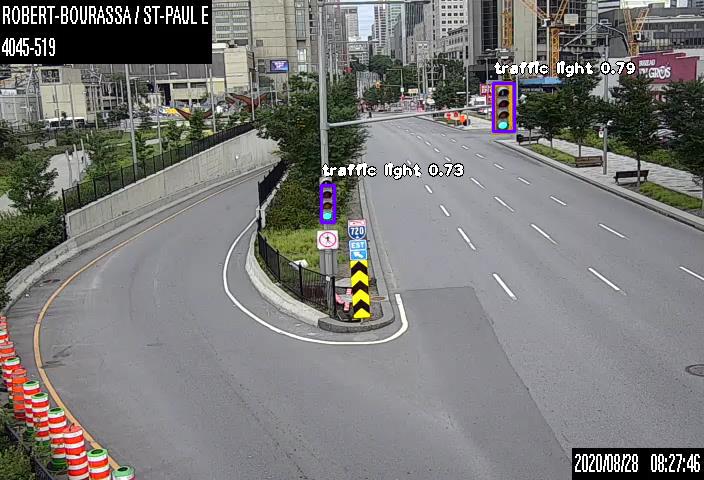 ROBERT-BOURASSA / ST-PAUL E
4045-519
traffic light 0.79
traffic light 0.73
720
EST
2020/08/28 08:27:46